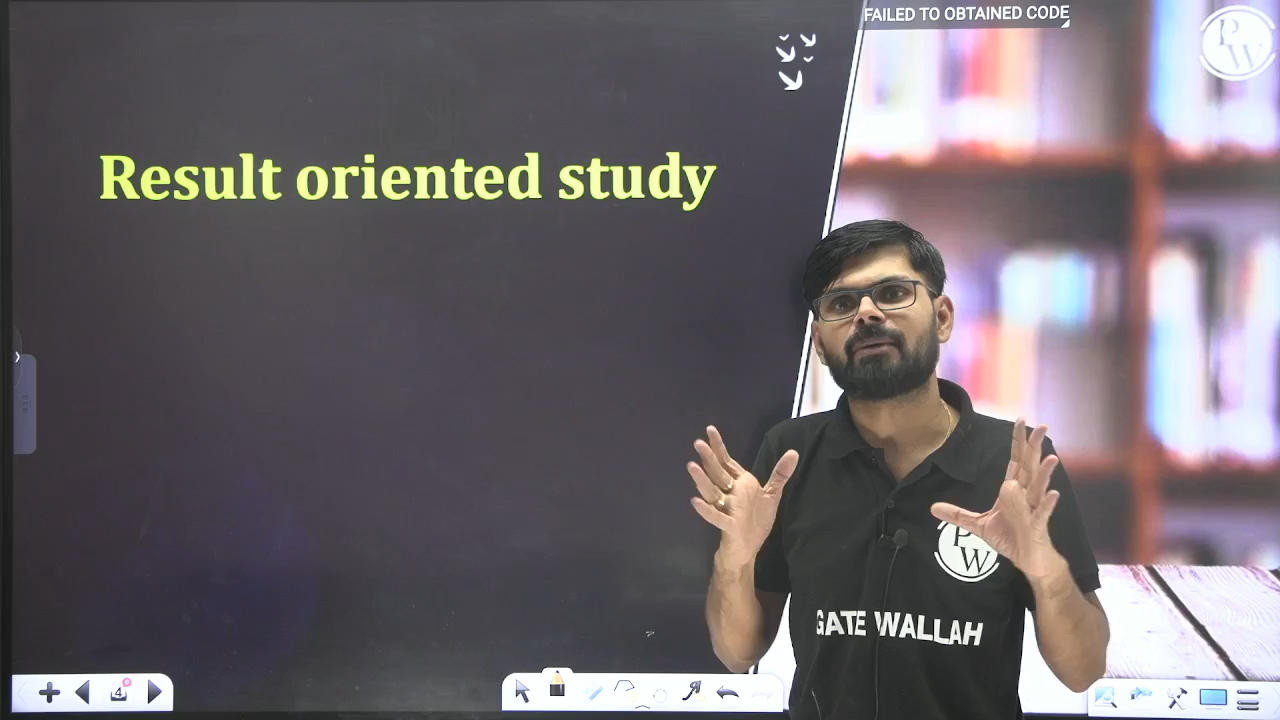 FAILED TO OBTAINED CODE
P
W
Result oriented study
P
W
GATE WALLAH
4